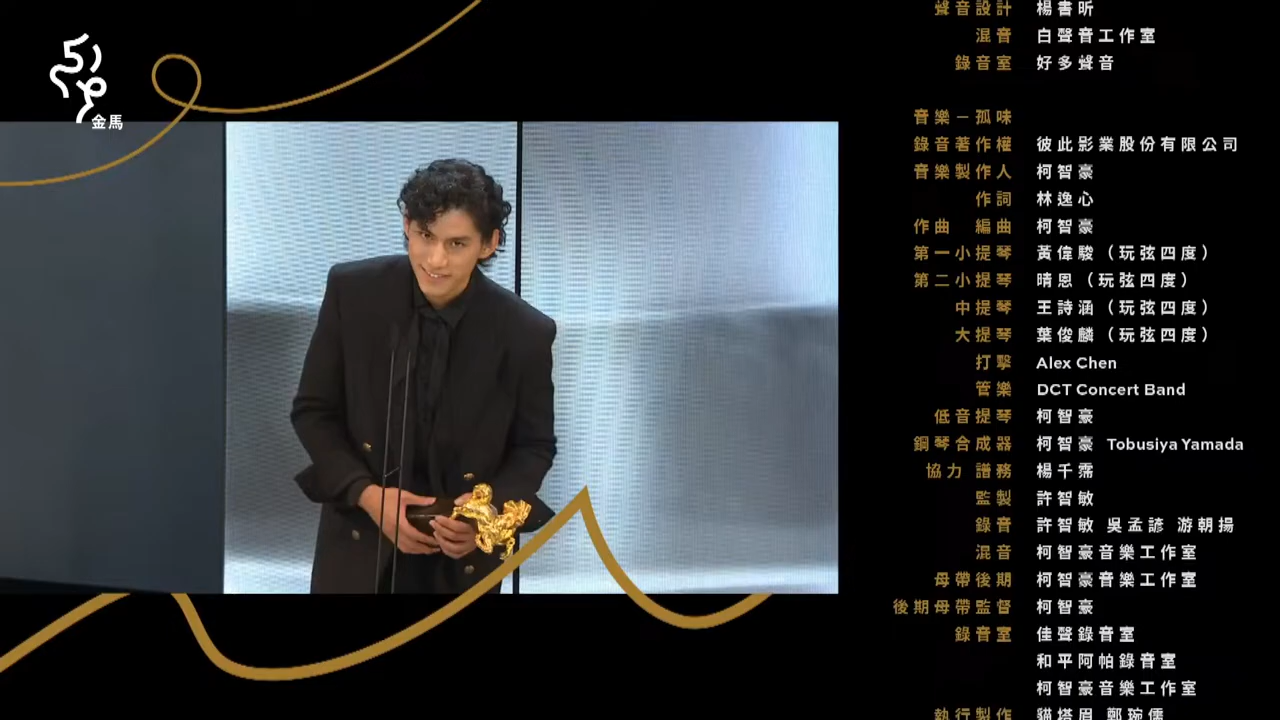 金馬
聲音設計 楊書昕
混音 白聲音工作室
錄音室 好多聲音
音樂－孤味
錄音著作權 彼此影業股份有限公司
音樂製作人 柯智豪
作詞 林逸心
作曲 編曲 柯智豪
第一小提琴 黃偉駿（玩弦四度）
第二小提琴 晴恩（玩弦四度）
中提琴 王詩涵（玩弦四度）
大提琴 葉俊麟（玩弦四度）
打擊 Alex Chen
管樂 DCT Concert Band
低音提琴 柯智豪
鋼琴合成器 柯智豪 Tobusiya Yamada
協力 譜務 楊千霈
監製 許智敏
錄音 許智敏 吳孟諺 游朝揚
混音 柯智豪音樂工作室
母帶後期 柯智豪音樂工作室
後期母帶監督 柯智豪
錄音室 佳聲錄音室
和平阿帕錄音室
柯智豪音樂工作室
執行製作 貓塔眉 鄭琬儒